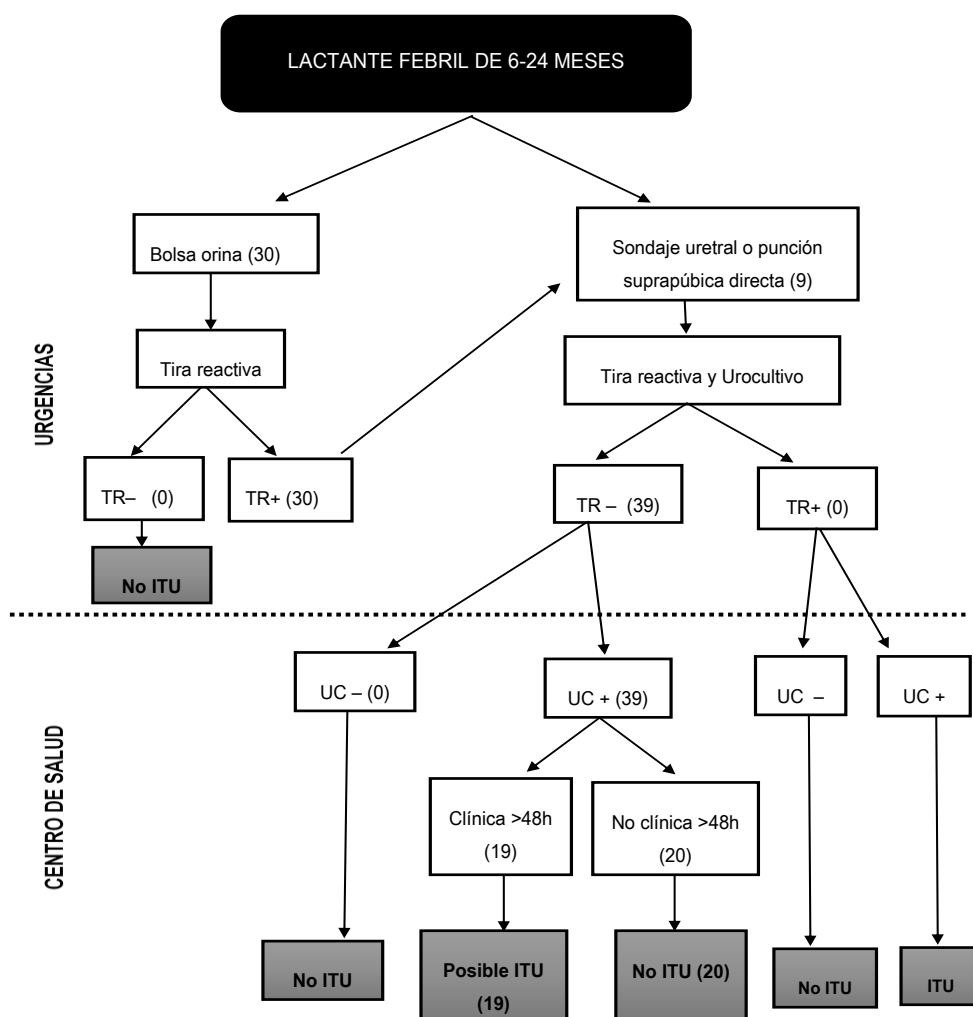 LACTANTE FEBRIL DE 6-24 MESES
Bolsa orina (30)
Sondaje uretral o punción
suprapúbica directa (9)
Tira reactiva
Tira reactiva y Urocultivo
URGENCIAS
TR– (0)
TR+ (30)
TR – (39)
TR+ (0)
No ITU
UC – (0)
UC + (39)
UC –
UC +
CENTRO DE SALUD
Clínica >48h
(19)
No clínica >48h
(20)
No ITU
Posible ITU
(19)
No ITU (20)
No ITU
ITU